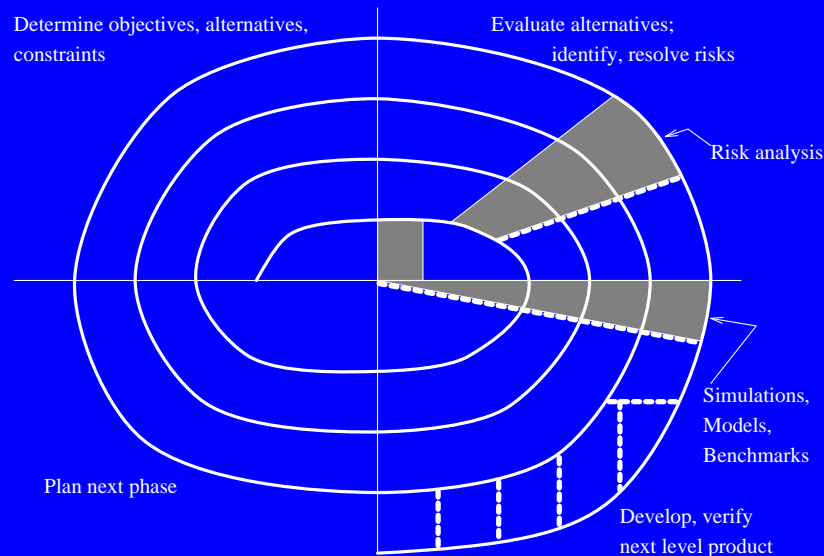 Determine objectives, alternatives,
constraints
Evaluate alternatives;
identify, resolve risks
Risk analysis
Simulations,
Models,
Benchmarks
Plan next phase
Develop, verify
next level product